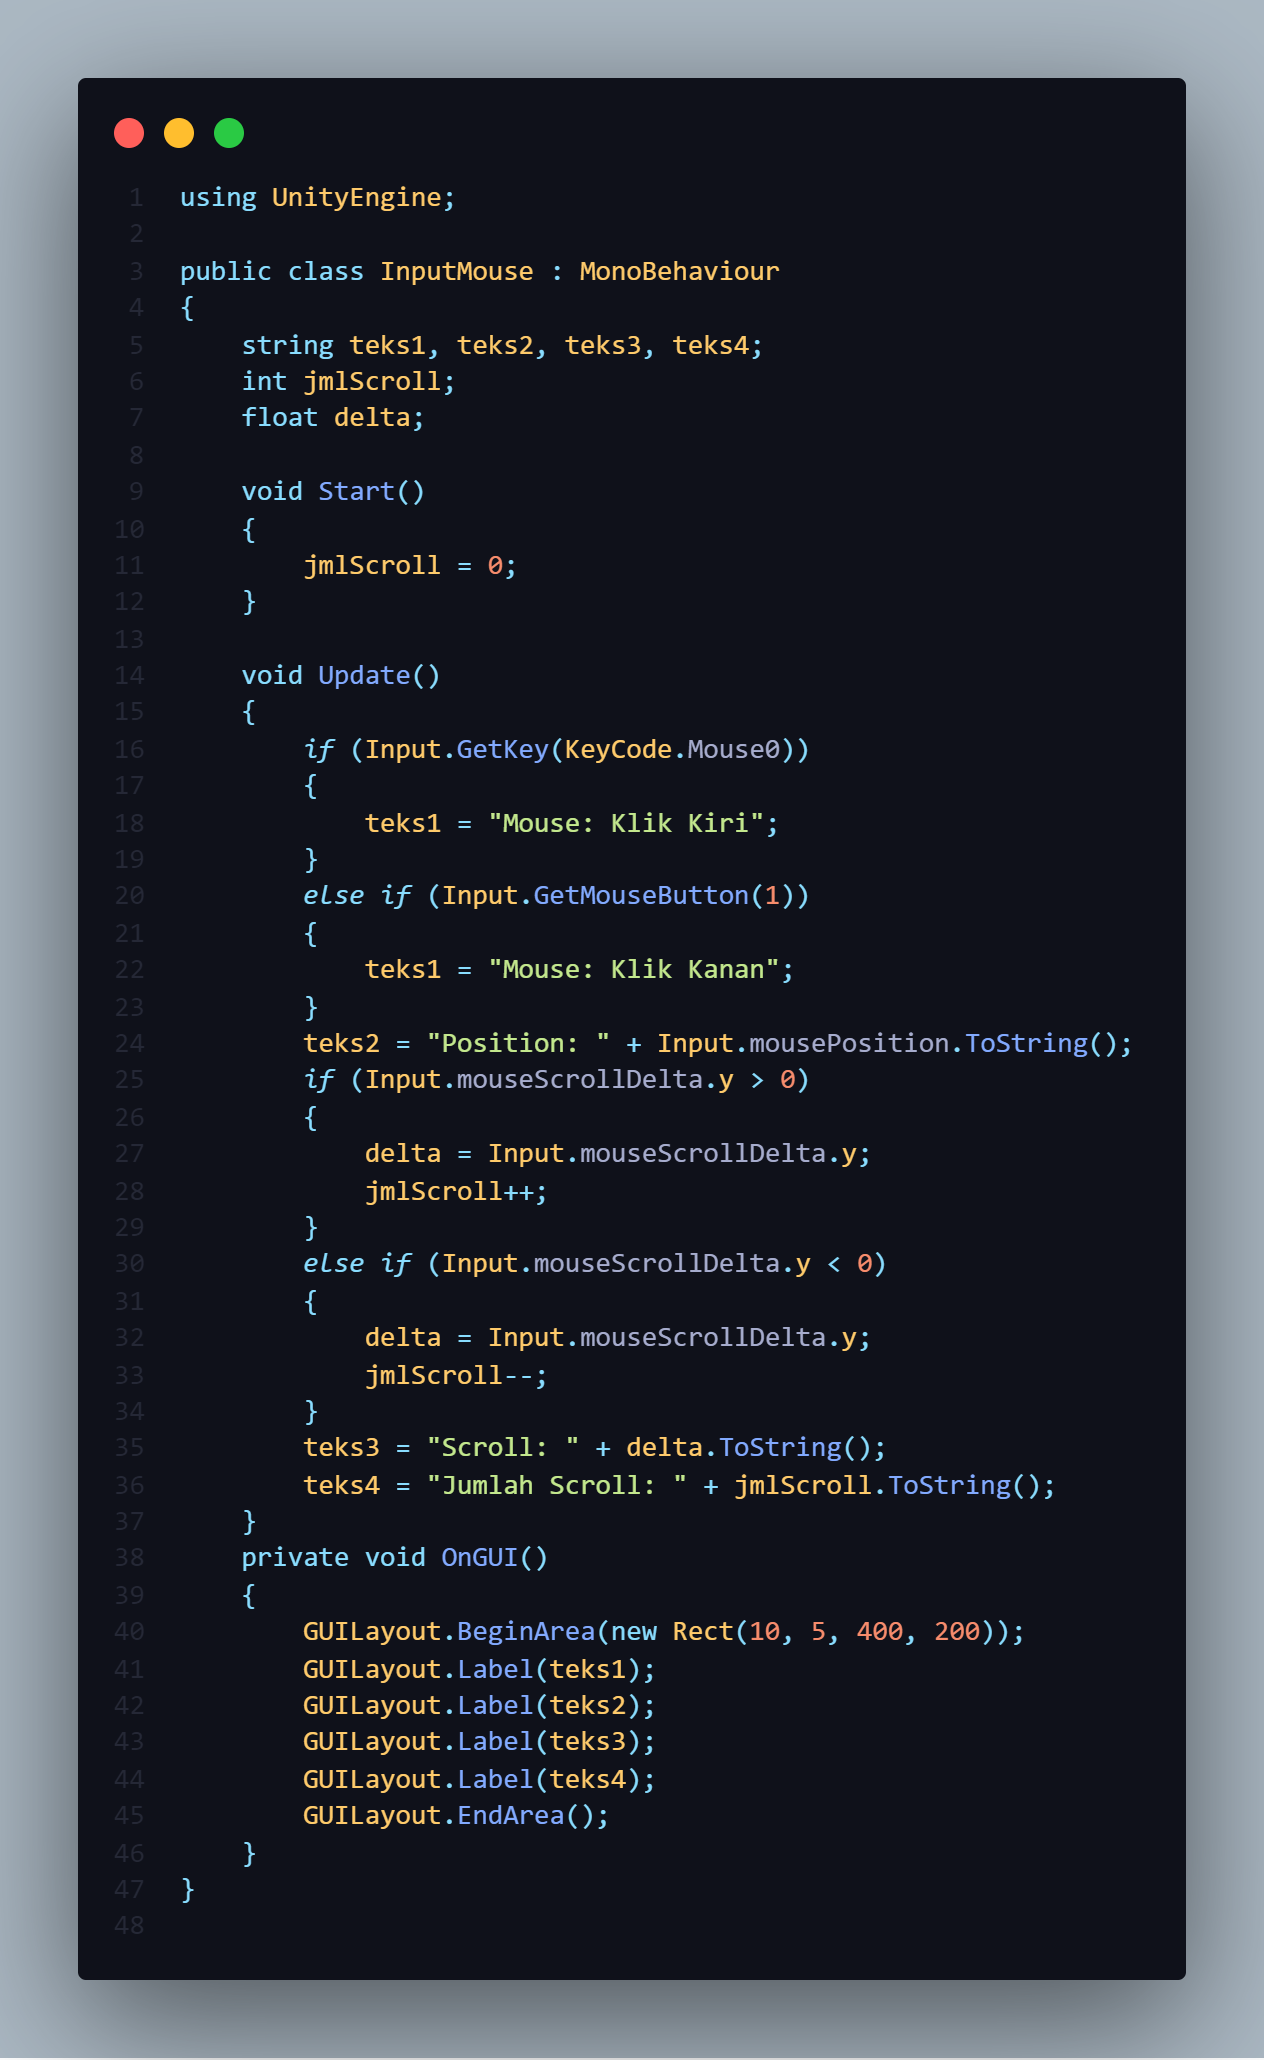 1 using UnityEngine;
2
3 public class InputMouse : MonoBehaviour
4 {
5     string teks1, teks2, teks3, teks4;
6     int jmlScroll;
7     float delta;
8
9     void Start()
10     {
11         jmlScroll = 0;
12     }
13
14     void Update()
15     {
16         if (Input.GetKey(KeyCode.Mouse0))
17         {
18             teks1 = "Mouse: Klik Kiri";
19         }
20         else if (Input.GetMouseButton(1))
21         {
22             teks1 = "Mouse: Klik Kanan";
23         }
24         teks2 = "Position: " + Input.mousePosition.ToString();
25         if (Input.mouseScrollDelta.y > 0)
26         {
27             delta = Input.mouseScrollDelta.y;
28             jmlScroll++;
29         }
30         else if (Input.mouseScrollDelta.y < 0)
31         {
32             delta = Input.mouseScrollDelta.y;
33             jmlScroll--;
34         }
35         teks3 = "Scroll: " + delta.ToString();
36         teks4 = "Jumlah Scroll: " + jmlScroll.ToString();
37     }
38     private void OnGUI()
39     {
40         GUILayout.BeginArea(new Rect(10, 5, 400, 200));
41         GUILayout.Label(teks1);
42         GUILayout.Label(teks2);
43         GUILayout.Label(teks3);
44         GUILayout.Label(teks4);
45         GUILayout.EndArea();
46     }
47 }
48